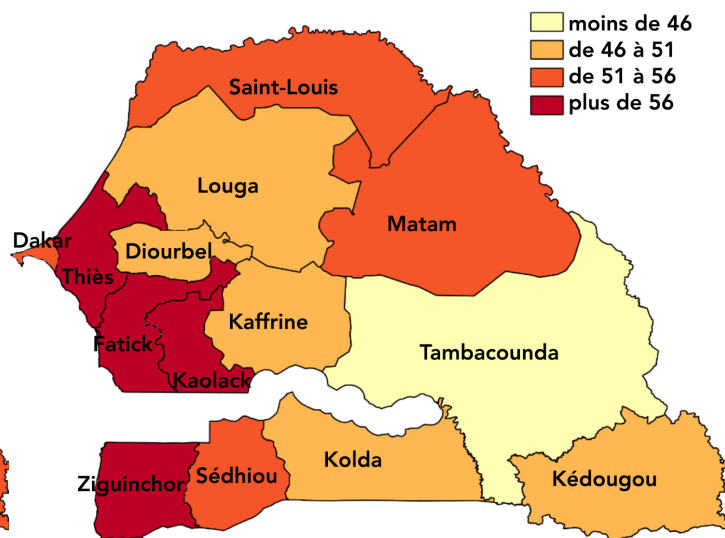 moins de 46
de 46 à 51
de 51 à 56
plus de 56
Saint-Louis
Louga
Matam
Dakar
Diourbel
Thiès
Kaffrine
Fatick
Tambacounda
Kaolack
Kolda
Sédhiou
Kédougou
Ziguinchor